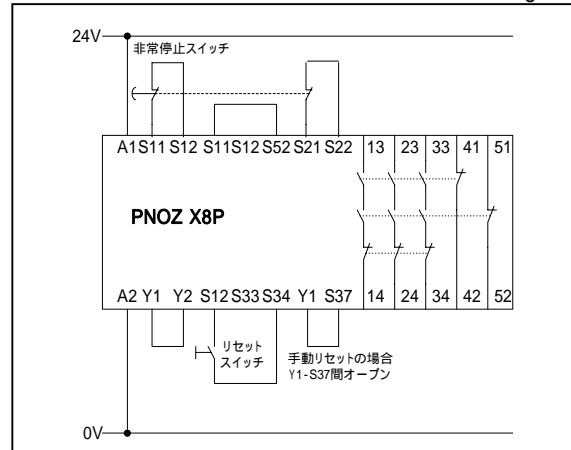 24V
非常停止スイッチ
A1 S11 S12 S11 S12 S52 S21 S22 13 23 33 41 51
PNOZ X8P
A2 Y1 Y2 S12 S33 S34 Y1 S37 14 24 34 42 52
リセット
スイッチ
手動リセットの場合
Y1-S37間オープン
0V